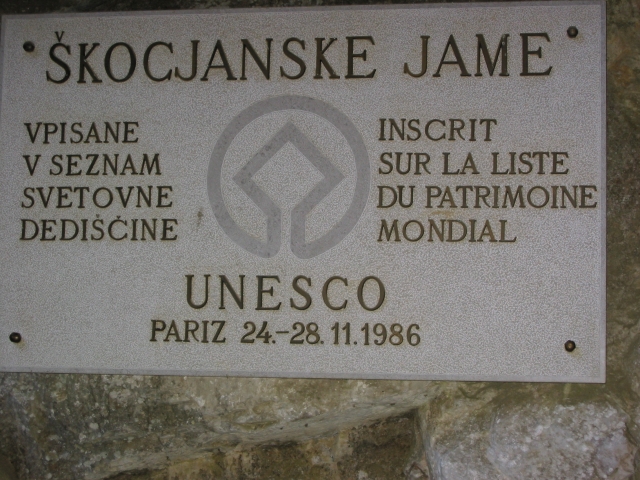 ŠKOCJANSKE JAME
VPISANE
V SEZNAM
SVETOVNE
DEDIŠČINE
INSCRIT
SUR LA LISTE
DU PATRIMOINE
MONDIAL
UNESCO
PARIZ 24.-28.11.1986